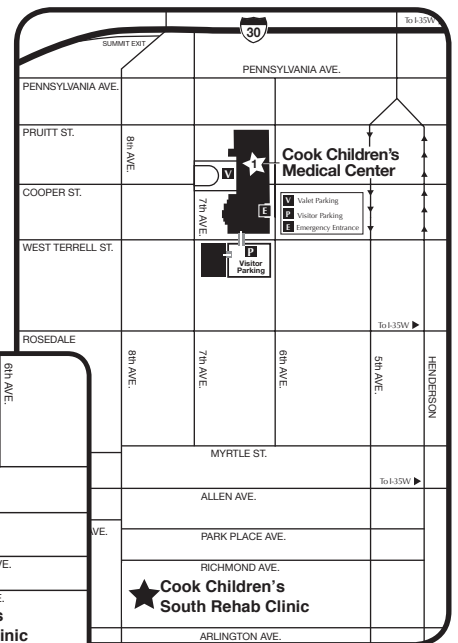 To I-35W
30
SUMMIT EXIT
PENNSYLVANIA AVE.
PENNSYLVANIA AVE.
PRUITT ST.
8th AVE.
1
Cook Children's
Medical Center
V
COOPER ST.
7th AVE.
E
V Valet Parking
P Visitor Parking
E Emergency Entrance
WEST TERRELL ST.
P
Visitor
Parking
To I-35W
ROSEDALE
6th AVE.
8th AVE.
7th AVE.
6th AVE.
5th AVE.
HENDERSON
MYRTLE ST.
To I-35W
ALLEN AVE.
AVE.
PARK PLACE AVE.
VE.
RICHMOND AVE.
E.
Cook Children's
South Rehab Clinic
s
inic
ARLINGTON AVE.